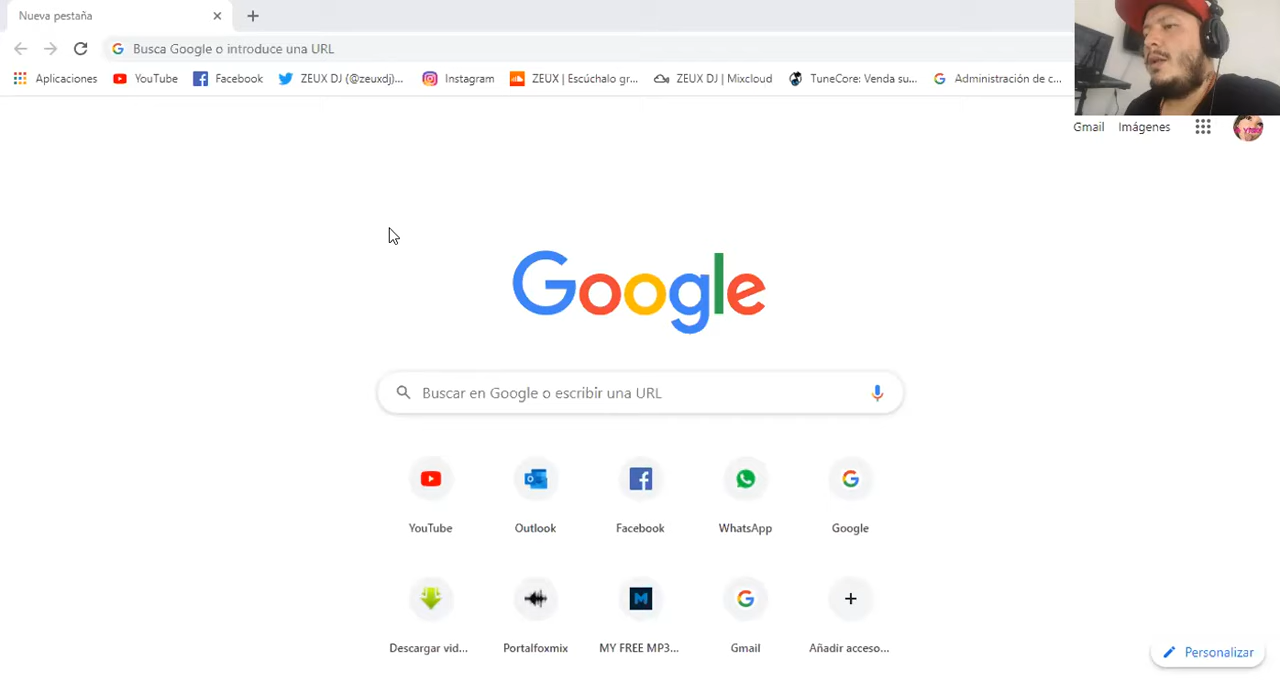 Nueva pestaña
Busca Google o introduce una URL
Aplicaciones YouTube Facebook ZEUX DJ (@zeuxdj)... Instagram ZEUX | Escúchalo gr... ZEUX DJ | Mixcloud TuneCore: Venda su... Administración de c...
Gmail Imágenes
Google
Buscar en Google o escribir una URL
YouTube Outlook Facebook WhatsApp Google
Descargar vid... Portalfoxmix MY FREE MP3... Gmail Añadir acceso...
Personalizar